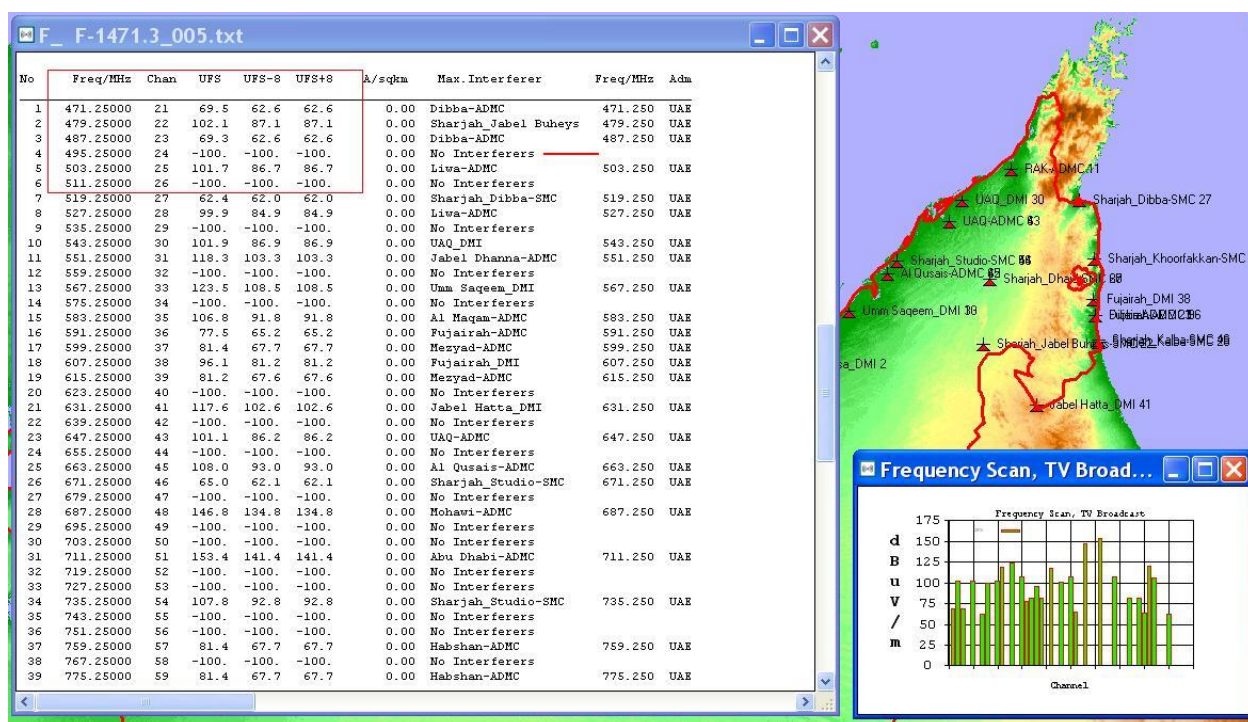 F_ F-1471.3_005.txt
No Freq/MHz Chan UFS UFS-8 UFS+8 A/sqkm Max.Interferer Freq/MHz Adm
1 471.25000 21 69.5 62.6 62.6 0.00 Dibba-ADMC 471.250 UAE
2 479.25000 22 102.1 87.1 87.1 0.00 Sharjah_Jabel Buheys 479.250 UAE
3 487.25000 23 69.3 62.6 62.6 0.00 Dibba-ADMC 487.250 UAE
4 495.25000 24 -100. -100. -100. 0.00 No Interferers
5 503.25000 25 101.7 86.7 86.7 0.00 Liwa-ADMC 503.250 UAE
6 511.25000 26 -100. -100. -100. 0.00 No Interferers
7 519.25000 27 62.4 62.0 62.0 0.00 Sharjah_Dibba-SMC 519.250 UAE
8 527.25000 28 99.9 84.9 84.9 0.00 Liwa-ADMC 527.250 UAE
9 535.25000 29 -100. -100. -100. 0.00 No Interferers
10 543.25000 30 101.9 86.9 86.9 0.00 UAQ_DMI 543.250 UAE
11 551.25000 31 118.3 103.3 103.3 0.00 Jabel Dhanna-ADMC 551.250 UAE
12 559.25000 32 -100. -100. -100. 0.00 No Interferers
13 567.25000 33 123.5 108.5 108.5 0.00 Umm Saqeem_DMI 567.250 UAE
14 575.25000 34 -100. -100. -100. 0.00 No Interferers
15 583.25000 35 106.8 91.8 91.8 0.00 Al Maqam-ADMC 583.250 UAE
16 591.25000 36 77.5 65.2 65.2 0.00 Fujairah-ADMC 591.250 UAE
17 599.25000 37 81.4 67.7 67.7 0.00 Mezyad-ADMC 599.250 UAE
18 607.25000 38 96.1 81.2 81.2 0.00 Fujairah_DMI 607.250 UAE
19 615.25000 39 81.2 67.6 67.6 0.00 Mezyad-ADMC 615.250 UAE
20 623.25000 40 -100. -100. -100. 0.00 No Interferers
21 631.25000 41 117.6 102.6 102.6 0.00 Jabel Hatta_DMI 631.250 UAE
22 639.25000 42 -100. -100. -100. 0.00 No Interferers
23 647.25000 43 101.1 86.2 86.2 0.00 UAQ-ADMC 647.250 UAE
24 655.25000 44 -100. -100. -100. 0.00 No Interferers
25 663.25000 45 108.0 93.0 93.0 0.00 Al Qusais-ADMC 663.250 UAE
26 671.25000 46 65.0 62.1 62.1 0.00 Sharjah_Studio-SMC 671.250 UAE
27 679.25000 47 -100. -100. -100. 0.00 No Interferers
28 687.25000 48 146.8 134.8 134.8 0.00 Mohawi-ADMC 687.250 UAE
29 695.25000 49 -100. -100. -100. 0.00 No Interferers
30 703.25000 50 -100. -100. -100. 0.00 No Interferers
31 711.25000 51 153.4 141.4 141.4 0.00 Abu Dhabi-ADMC 711.250 UAE
32 719.25000 52 -100. -100. -100. 0.00 No Interferers
33 727.25000 53 -100. -100. -100. 0.00 No Interferers
34 735.25000 54 107.8 92.8 92.8 0.00 Sharjah_Studio-SMC 735.250 UAE
35 743.25000 55 -100. -100. -100. 0.00 No Interferers
36 751.25000 56 -100. -100. -100. 0.00 No Interferers
37 759.25000 57 81.4 67.7 67.7 0.00 Habshan-ADMC 759.250 UAE
38 767.25000 58 -100. -100. -100. 0.00 No Interferers
39 775.25000 59 81.4 67.7 67.7 0.00 Habshan-ADMC 775.250 UAE
RAK-ADMC 11
UAQ_DMI 30
Sharjah_Dibba-SMC 27
UAQ-ADMC
Sharjah_Studio-SMC
Sharjah_Khoorfakkan-SMC
Al Qusais-ADMC
Fujairah_DMI 38
Umm Saqeem_DMI
Sharjah_Jabel
Sharjah_Kalba-SMC
sa_DMI 2
Jabel Hatta_DMI 41
Frequency Scan, TV Broad...
Frequency Scan, TV Broadcast
dBuV/m
175
150
125
100
75
50
25
0
Channel